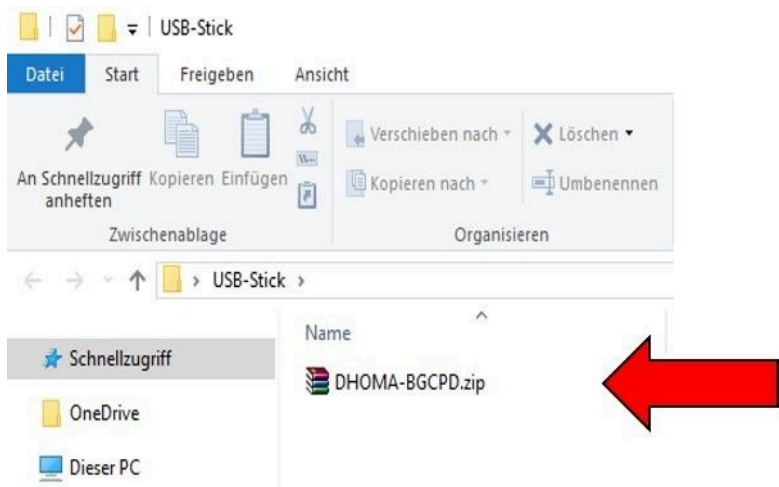 USB-Stick
Datei Start Freigeben Ansicht
Verschieben nach Löschen
An Schnellzugriff Kopieren Einfügen Kopieren nach Umbenennen
anheften
Zwischenablage Organisieren
› USB-Stick ›
Name
Schnellzugriff
DHOMA-BGCPD.zip
OneDrive
Dieser PC